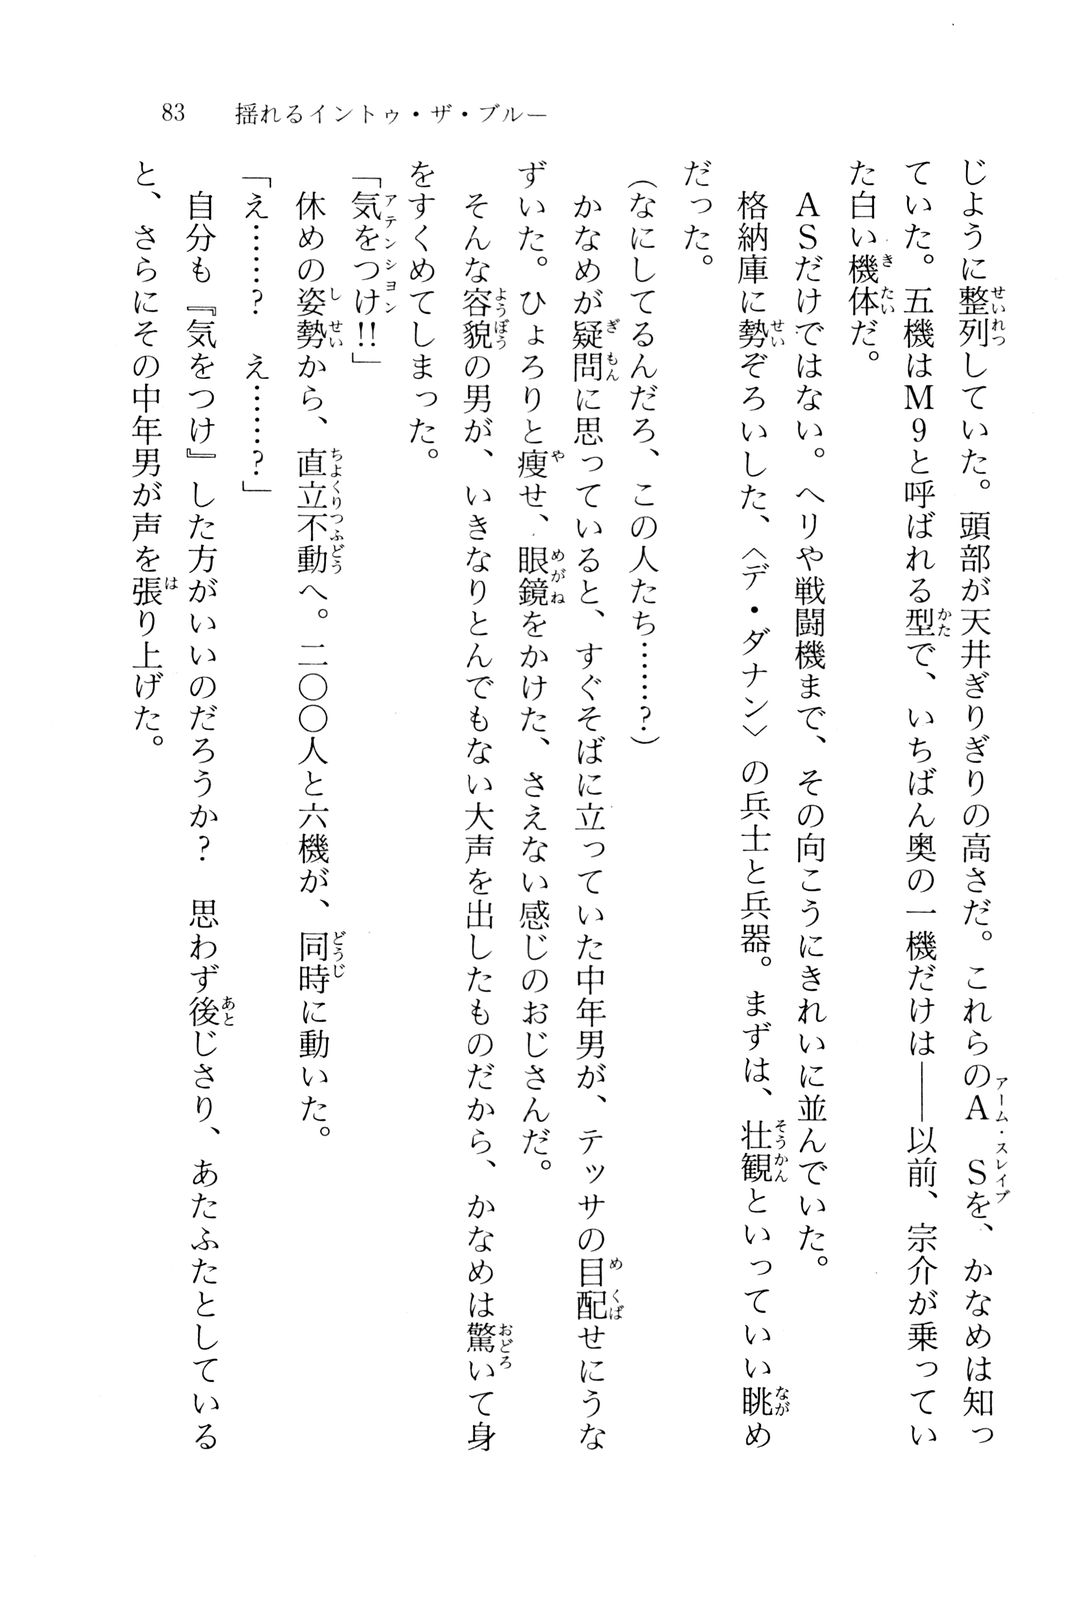 83　揺れるイントゥ・ザ・ブルー
じように整列していた。頭部が天井ぎりぎりの高さだ。これらのASを、かなめは知っ
ていた。五機はM9と呼ばれる型で、いちばん奥の一機だけは――以前、宗介が乗ってい
た白い機体だ。
　ASだけではない。ヘリや戦闘機まで、その向こうにきれいに並んでいた。
　格納庫に勢ぞろいした、〈デ・ダナン〉の兵士と兵器。まずは、壮観といっていい眺め
だった。
（なにしてるんだろ、この人たち……？）
　かなめが疑問に思っていると、すぐそばに立っていた中年男が、テッサの目配せにうな
ずいた。ひょろりと痩せ、眼鏡をかけた、さえない感じのおじさんだ。
　そんな容貌の男が、いきなりとんでもない大声を出したものだから、かなめは驚いて身
をすくめてしまった。
「気をつけ!!」
　休めの姿勢から、直立不動へ。二〇〇人と六機が、同時に動いた。
「え……？　え……？」
　自分も『気をつけ』した方がいいのだろうか？　思わず後じさり、あたふたとしている
と、さらにその中年男が声を張り上げた。